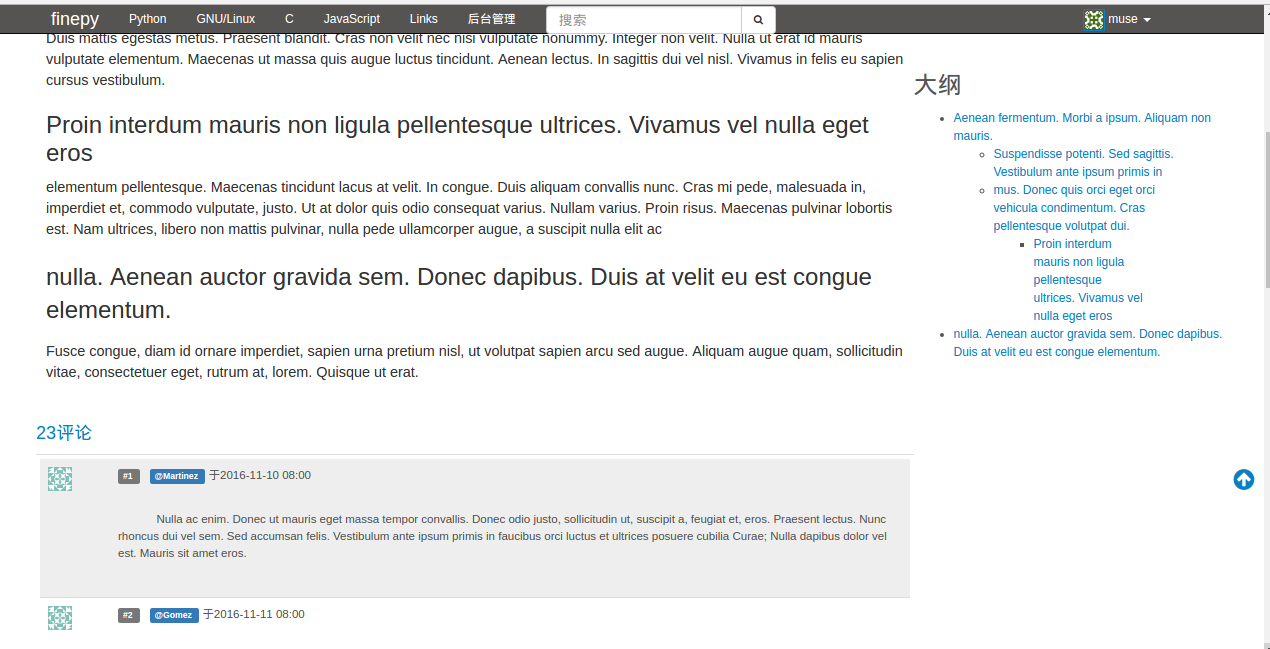 finepy Python GNU/Linux C JavaScript Links 后台管理 搜索 muse
Duis mattis egestas metus. Praesent blandit. Cras non velit nec nisi vulputate nonummy. Integer non velit. Nulla ut erat id mauris
vulputate elementum. Maecenas ut massa quis augue luctus tincidunt. Aenean lectus. In sagittis dui vel nisl. Vivamus in felis eu sapien
cursus vestibulum.
Proin interdum mauris non ligula pellentesque ultrices. Vivamus vel nulla eget
eros
elementum pellentesque. Maecenas tincidunt lacus at velit. In congue. Duis aliquam convallis nunc. Cras mi pede, malesuada in,
imperdiet et, commodo vulputate, justo. Ut at dolor quis odio consequat varius. Nullam varius. Proin risus. Maecenas pulvinar lobortis
est. Nam ultrices, libero non mattis pulvinar, nulla pede ullamcorper augue, a suscipit nulla elit ac
nulla. Aenean auctor gravida sem. Donec dapibus. Duis at velit eu est congue
elementum.
Fusce congue, diam id ornare imperdiet, sapien urna pretium nisl, ut volutpat sapien arcu sed augue. Aliquam augue quam, sollicitudin
vitae, consectetuer eget, rutrum at, lorem. Quisque ut erat.
大纲
Aenean fermentum. Morbi a ipsum. Aliquam non
mauris.
Suspendisse potenti. Sed sagittis.
Vestibulum ante ipsum primis in
mus. Donec quis orci eget orci
vehicula condimentum. Cras
pellentesque volutpat dui.
Proin interdum
mauris non ligula
pellentesque
ultrices. Vivamus vel
nulla eget eros
nulla. Aenean auctor gravida sem. Donec dapibus.
Duis at velit eu est congue elementum.
23评论
#1 @Martinez 于2016-11-10 08:00
Nulla ac enim. Donec ut mauris eget massa tempor convallis. Donec odio justo, sollicitudin ut, suscipit a, feugiat et, eros. Praesent lectus. Nunc
rhoncus dui vel sem. Sed accumsan felis. Vestibulum ante ipsum primis in faucibus orci luctus et ultrices posuere cubilia Curae; Nulla dapibus dolor vel
est. Mauris sit amet eros.
#2 @Gomez 于2016-11-11 08:00